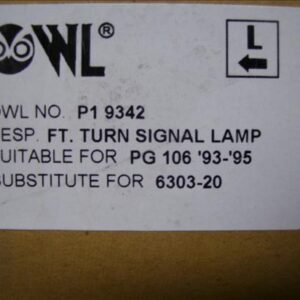 OWL® L
OWL NO. P1 9342
ESP. FT. TURN SIGNAL LAMP
UITABLE FOR PG 106 '93-'95
SUBSTITUTE FOR 6303-20